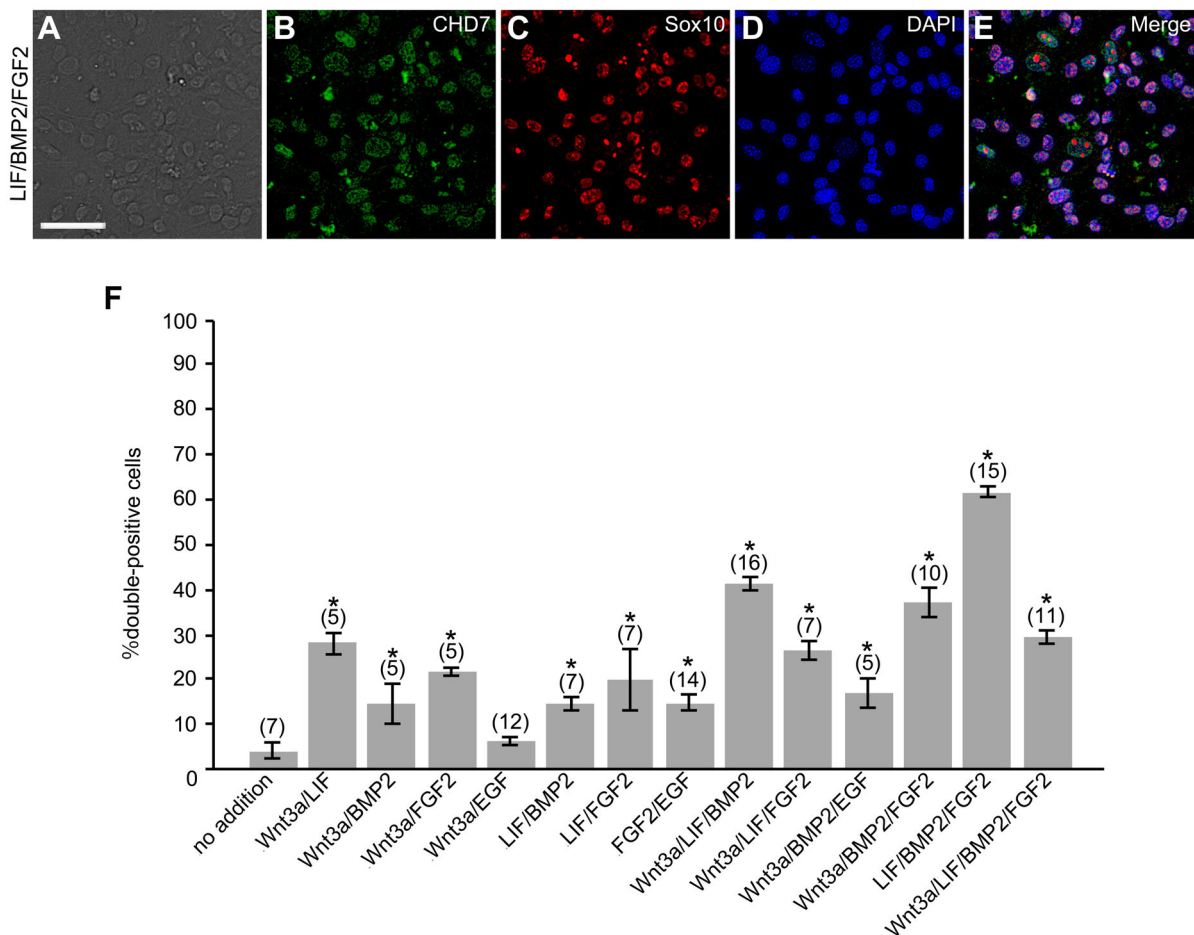 LIF/BMP2/FGF2
A
B CHD7
C Sox10
D DAPI
E Merge
F
%double-positive cells
100
90
80
70
60
50
40
30
20
10
0
(7)
*
(5)
*
(5)
*
(5)
(12)
*
(7)
*
(7)
*
(14)
*
(16)
*
(7)
*
(5)
*
(10)
*
(15)
*
(11)
no addition
Wnt3a/LIF
Wnt3a/BMP2
Wnt3a/FGF2
Wnt3a/EGF
LIF/BMP2
LIF/FGF2
FGF2/EGF
Wnt3a/LIF/BMP2
Wnt3a/LIF/FGF2
Wnt3a/BMP2/EGF
Wnt3a/BMP2/FGF2
LIF/BMP2/FGF2
Wnt3a/LIF/BMP2/FGF2